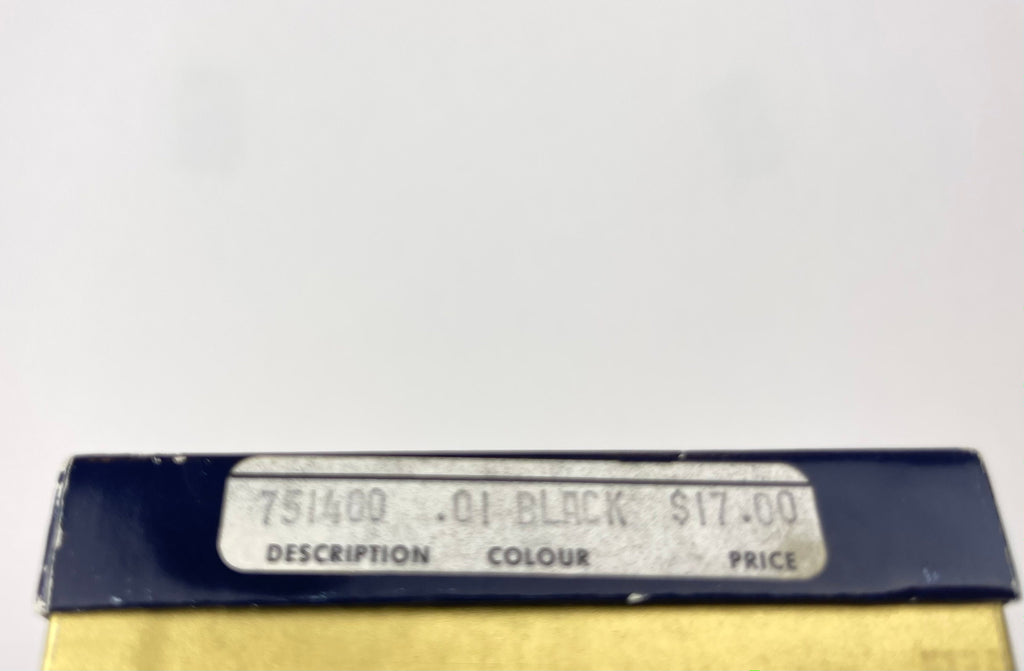 751400 .01 BLACK $17.00
DESCRIPTION COLOUR PRICE